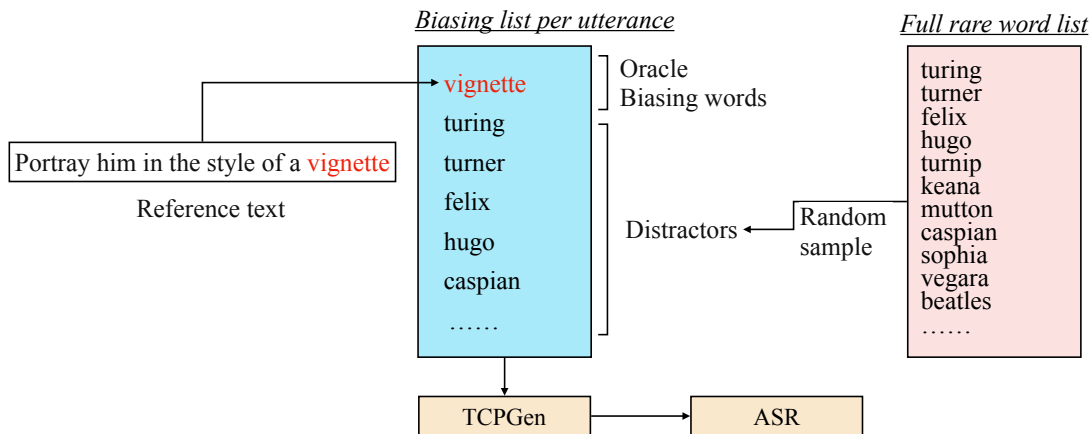 Biasing list per utterance
Full rare word list
vignette
turing
turner
felix
hugo
caspian
……
Oracle
Biasing words
Distractors
Portray him in the style of a vignette
Reference text
Random
sample
turing
turner
felix
hugo
turnip
keana
mutton
caspian
sophia
vegara
beatles
……
TCPGen
ASR